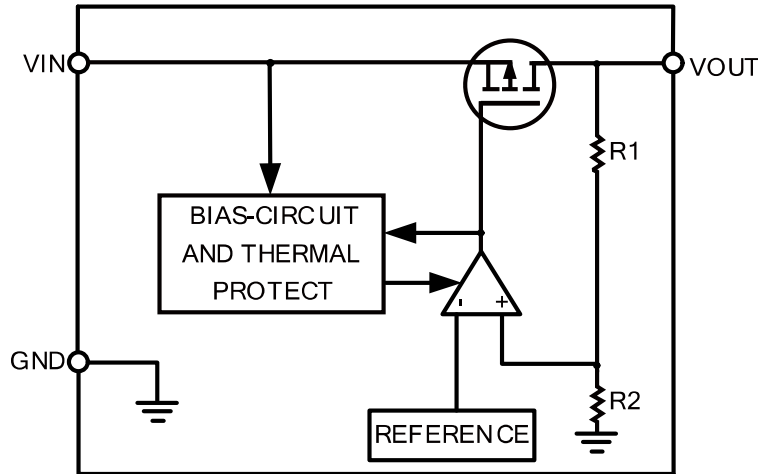 VIN
VOUT
R1
BIAS-CIRCUIT
AND THERMAL
PROTECT
- +
GND
R2
REFERENCE